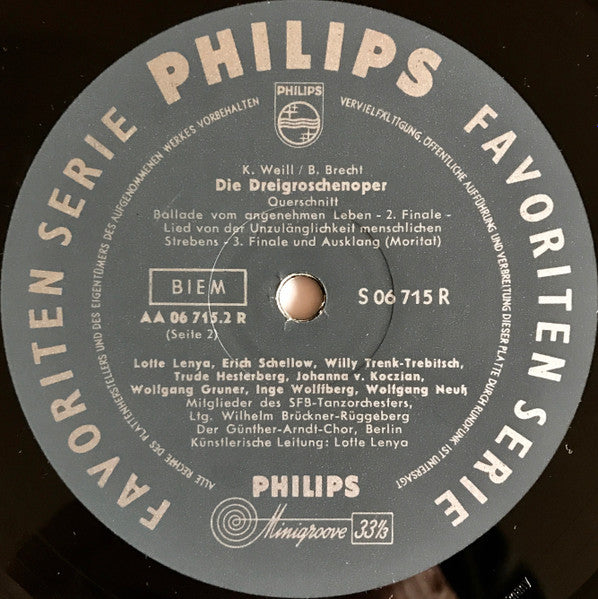 FAVORITEN SERIE PHILIPS FAVORITEN SERIE
ALLE RECHTE DES PLATTENHERSTELLERS UND DES EIGENTÜMERS DES AUFGENOMMENEN WERKES VORBEHALTEN
VERVIELFÄLTIGUNG, ÖFFENTLICHE AUFFÜHRUNG UND VERBREITUNG DIESER PLATTE DURCH RUNDFUNK IST UNTERSAGT
PHILIPS
K. Weill / B. Brecht
Die Dreigroschenoper
Querschnitt
Ballade vom angenehmen Leben - 2. Finale -
Lied von der Unzulänglichkeit menschlichen
Strebens - 3. Finale und Ausklang (Moritat)
BIEM
S 06 715 R
AA 06 715.2 R
(Seite 2)
Lotte Lenya, Erich Schellow, Willy Trenk-Trebitsch,
Trude Hesterberg, Johanna v. Koczian,
Wolfgang Gruner, Inge Wolffberg, Wolfgang Neuß
Mitglieder des SFB-Tanzorchesters,
Ltg. Wilhelm Brückner-Rüggeberg
Der Günther-Arndt-Chor, Berlin
Künstlerische Leitung: Lotte Lenya
PHILIPS
Minigroove 33⅓